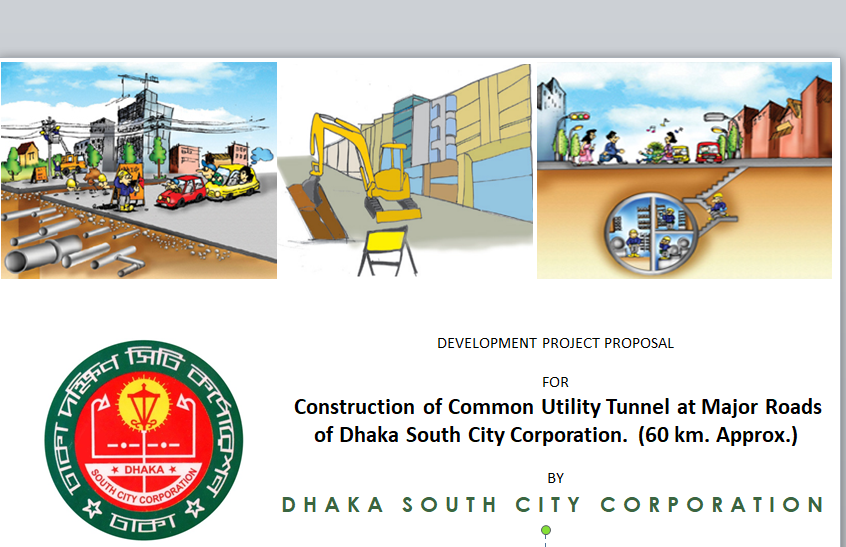 DEVELOPMENT PROJECT PROPOSAL
FOR
Construction of Common Utility Tunnel at Major Roads
of Dhaka South City Corporation. (60 km. Approx.)
BY
DHAKA SOUTH CITY CORPORATION
ঢাকা দক্ষিণ সিটি কর্পোরেশন
DHAKA
SOUTH CITY CORPORATION
ঢাকা